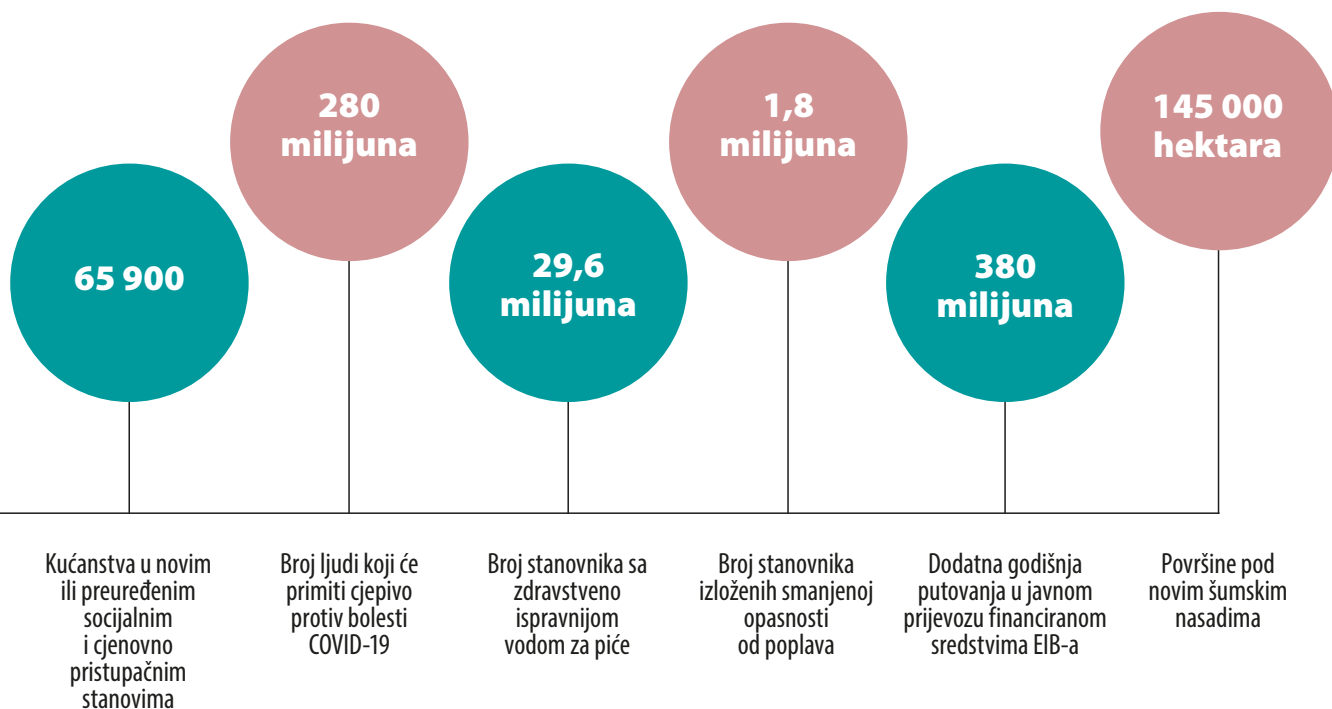 65 900
280
milijuna
29,6
milijuna
1,8
milijuna
380
milijuna
145 000
hektara
Kućanstva u novim
ili preuređenim
socijalnim
i cjenovno
pristupačnim
stanovima
Broj ljudi koji će
primiti cjepivo
protiv bolesti
COVID-19
Broj stanovnika sa
zdravstveno
ispravnijom
vodom za piće
Broj stanovnika
izloženih smanjenoj
opasnosti
od poplava
Dodatna godišnja
putovanja u javnom
prijevozu financiranom
sredstvima EIB-a
Površine pod
novim šumskim
nasadima